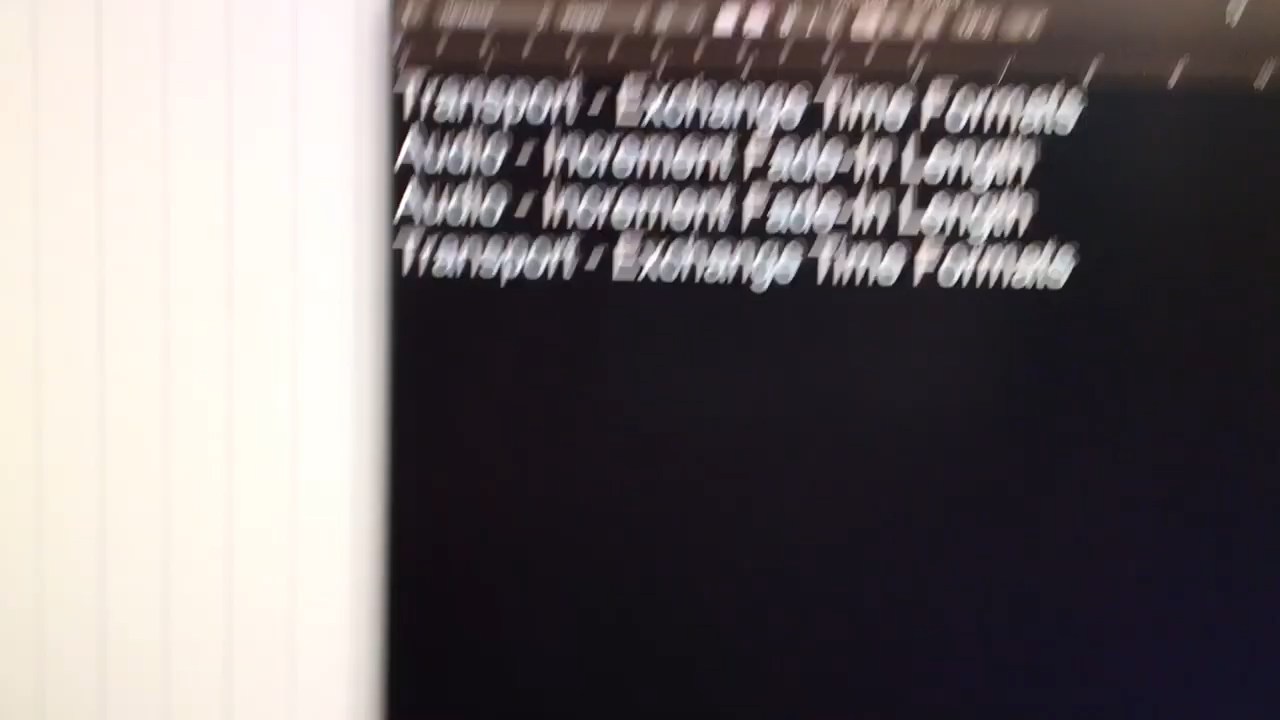 Transport - Exchange Time Formats
Audio - Increment Fade-In Length
Audio - Increment Fade-In Length
Transport - Exchange Time Formats